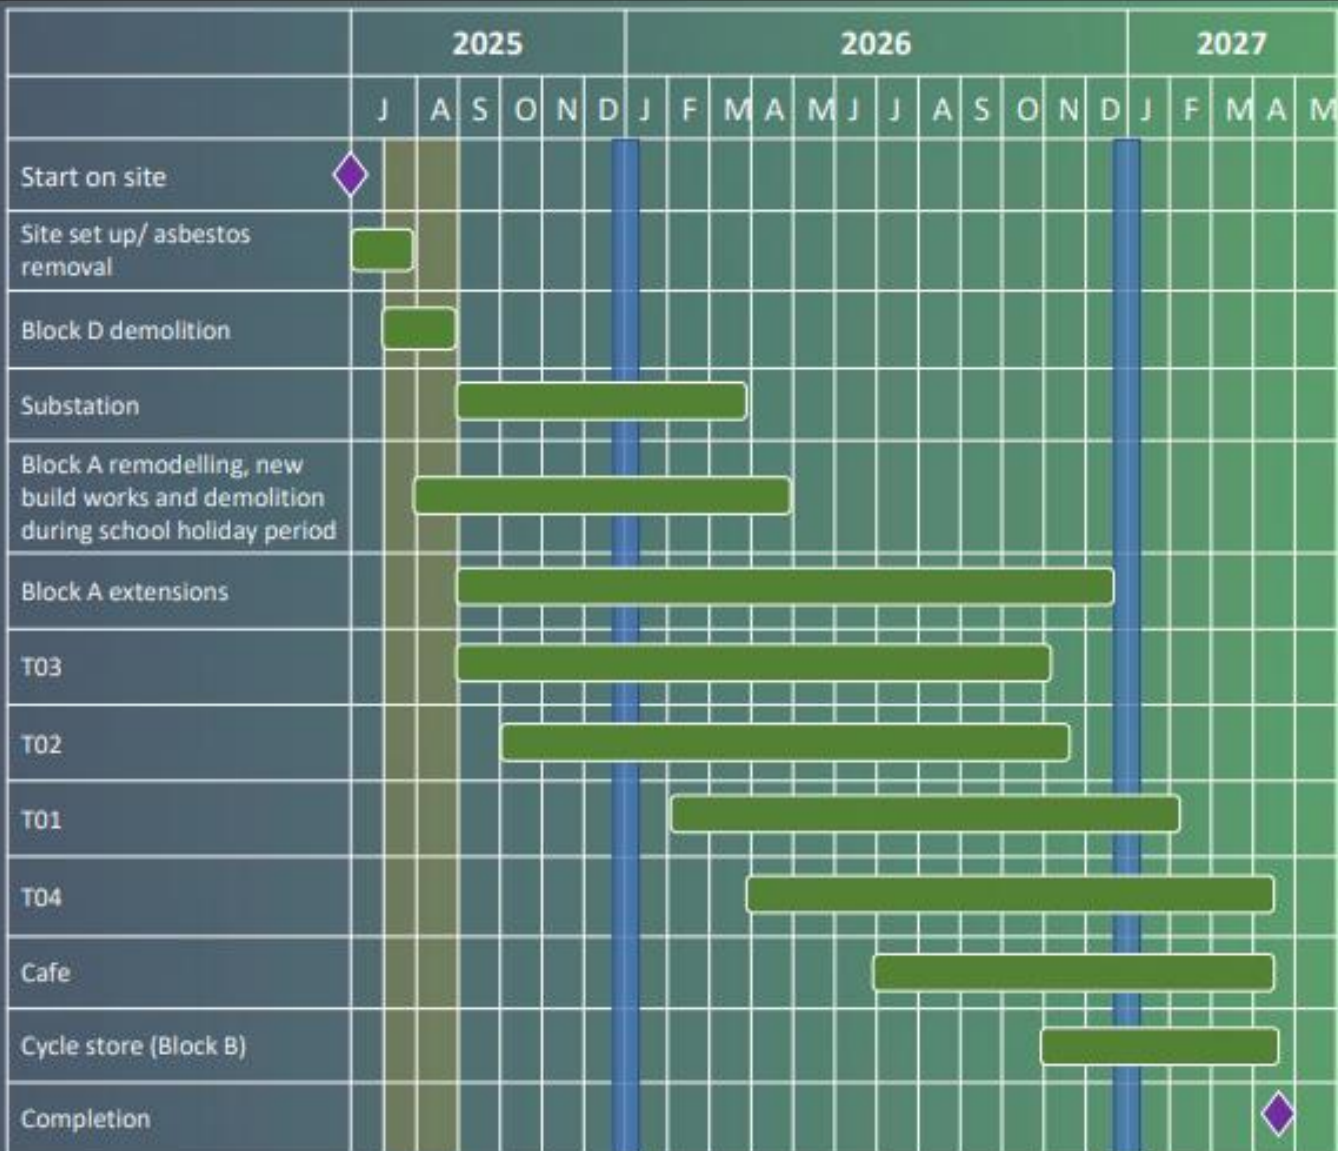 2025 2026 2027
J A S O N D J F M A M J J A S O N D J F M A M
Start on site
Site set up/ asbestos
removal
Block D demolition
Substation
Block A remodelling, new
build works and demolition
during school holiday period
Block A extensions
T03
T02
T01
T04
Cafe
Cycle store (Block B)
Completion